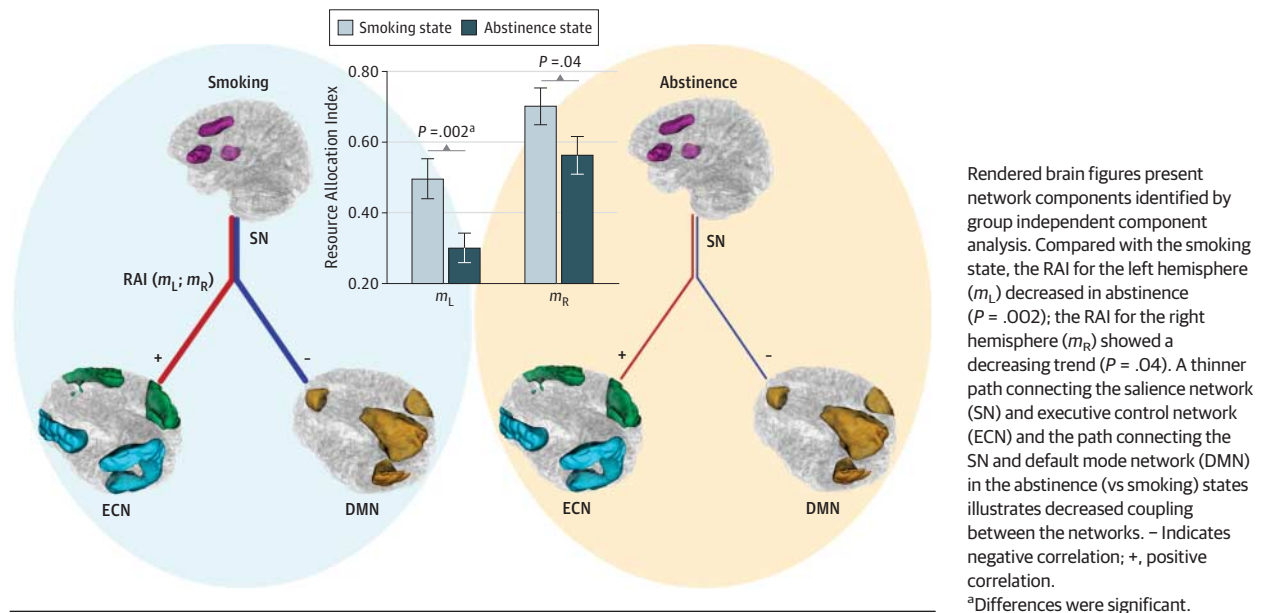 Smoking state Abstinence state
Smoking
Abstinence
Resource Allocation Index
0.80
0.60
0.40
0.20
P =.002a
P =.04
mL
mR
SN
RAI (mL; mR)
+
–
ECN
DMN
SN
+
–
ECN
DMN
Rendered brain figures present
network components identified by
group independent component
analysis. Compared with the smoking
state, the RAI for the left hemisphere
(mL) decreased in abstinence
(P = .002); the RAI for the right
hemisphere (mR) showed a
decreasing trend (P = .04). A thinner
path connecting the salience network
(SN) and executive control network
(ECN) and the path connecting the
SN and default mode network (DMN)
in the abstinence (vs smoking) states
illustrates decreased coupling
between the networks. – Indicates
negative correlation; +, positive
correlation.
aDifferences were significant.